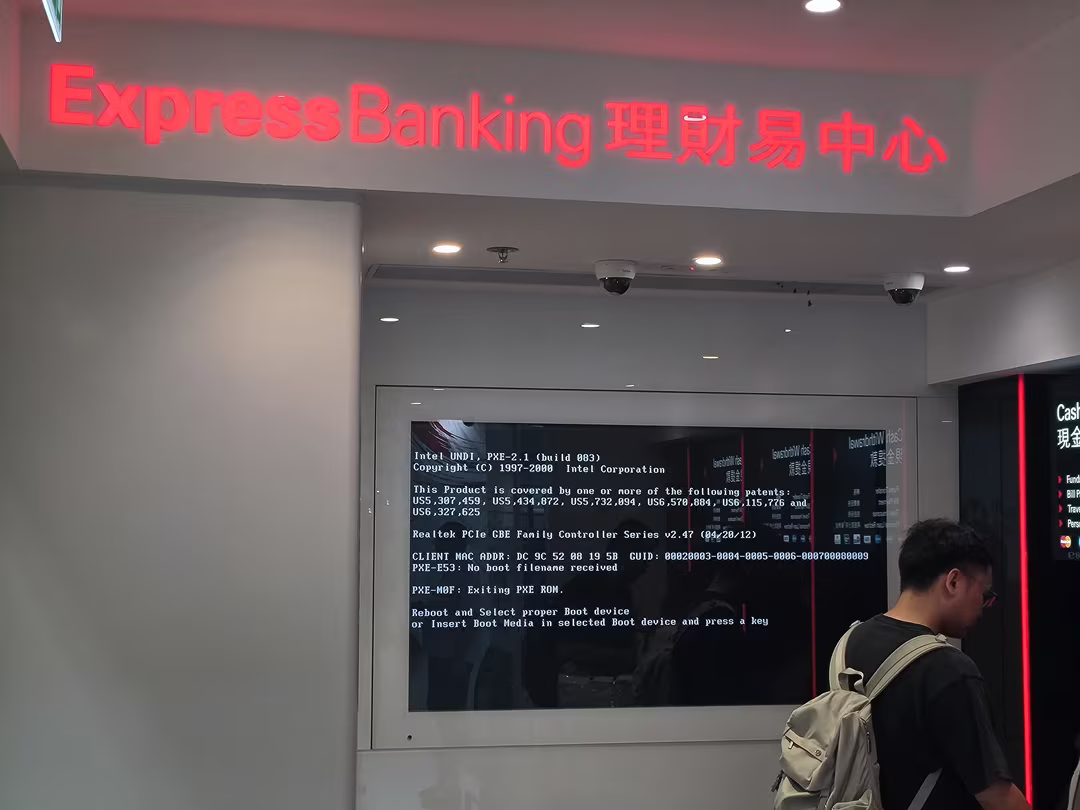 ExpressBanking 理財易中心
Intel UNDI, PXE-2.1 (build 083)
Copyright (C) 1997-2000  Intel Corporation
This Product is covered by one or more of the following patents:
US5,307,459, US5,434,872, US5,732,094, US6,570,884, US6,115,776 and
US6,327,625
Realtek PCIe GBE Family Controller Series v2.47 (04/20/12)
CLIENT MAC ADDR: DC 9C 52 08 19 5B  GUID: 00020003-0004-0005-0006-000700080009
PXE-E53: No boot filename received
PXE-M0F: Exiting PXE ROM.
Reboot and Select proper Boot device
or Insert Boot Media in selected Boot device and press a key
Cash
現金
Fund
Bill P
Trav
Pers